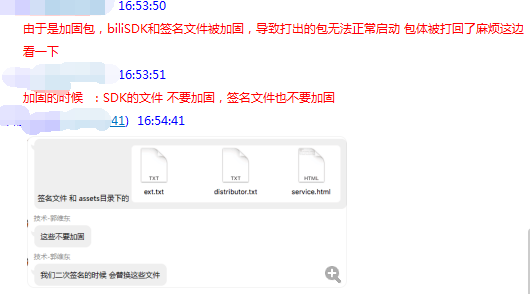 16:53:50
由于是加固包，biliSDK和签名文件被加固，导致打出的包无法正常启动 包体被打回了麻烦这边
看一下
16:53:51
加固的时候 ：SDK的文件 不要加固，签名文件也不要加固
41) 16:54:41
TXT TXT HTML
签名文件 和 assets目录下的 ext.txt distributor.txt service.html
技术-郭维东
这些不要加固
技术-郭维东
我们二次签名的时候 会替换这些文件